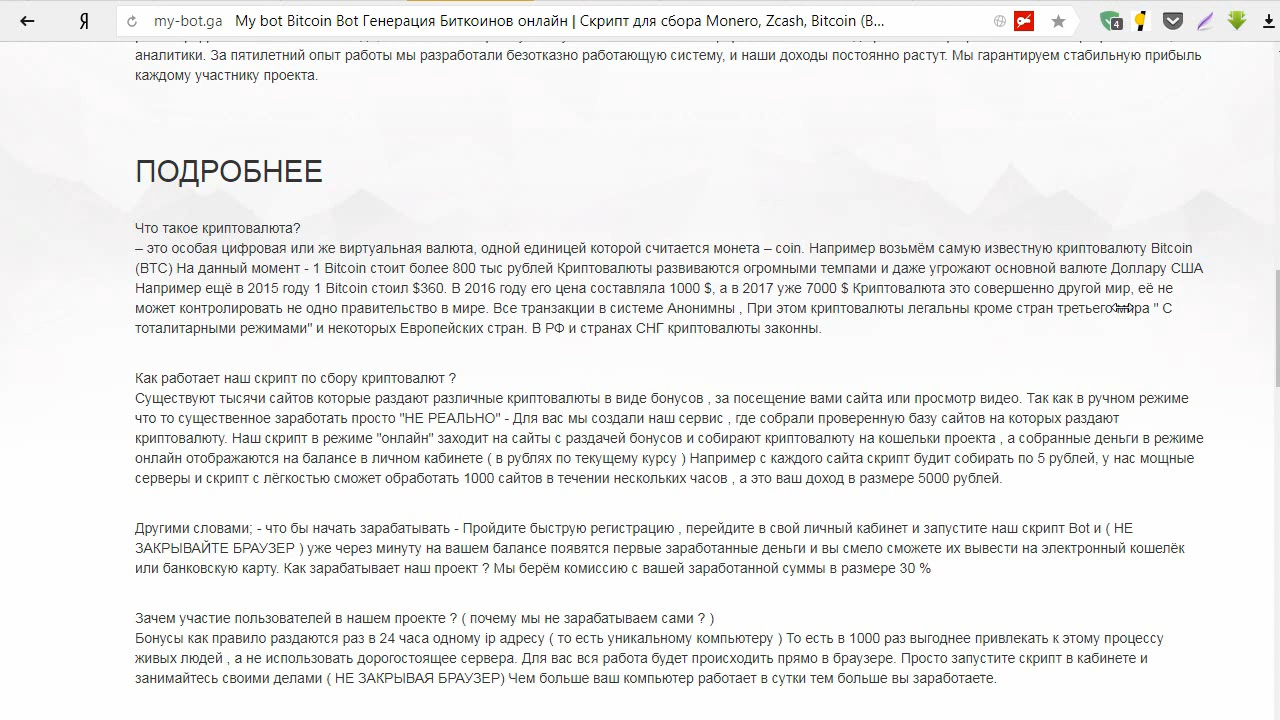 my-bot.ga My bot Bitcoin Bot Генерация Биткоинов онлайн | Скрипт для сбора Monero, Zcash, Bitcoin (B...
4
аналитики. За пятилетний опыт работы мы разработали безотказно работающую систему, и наши доходы постоянно растут. Мы гарантируем стабильную прибыль
каждому участнику проекта.
ПОДРОБНЕЕ
Что такое криптовалюта?
– это особая цифровая или же виртуальная валюта, одной единицей которой считается монета – coin. Например возьмём самую известную криптовалюту Bitcoin
(BTC) На данный момент - 1 Bitcoin стоит более 800 тыс рублей Криптовалюты развиваются огромными темпами и даже угрожают основной валюте Доллару США
Например ещё в 2015 году 1 Bitcoin стоил $360. В 2016 году его цена составляла 1000 $, а в 2017 уже 7000 $ Криптовалюта это совершенно другой мир, её не
может контролировать не одно правительство в мире. Все транзакции в системе Анонимны , При этом криптовалюты легальны кроме стран третьего мира " С
тоталитарными режимами" и некоторых Европейских стран. В РФ и странах СНГ криптовалюты законны.
Как работает наш скрипт по сбору криптовалют ?
Существуют тысячи сайтов которые раздают различные криптовалюты в виде бонусов , за посещение вами сайта или просмотр видео. Так как в ручном режиме
что то существенное заработать просто "НЕ РЕАЛЬНО" - Для вас мы создали наш сервис , где собрали проверенную базу сайтов на которых раздают
криптовалюту. Наш скрипт в режиме "онлайн" заходит на сайты с раздачей бонусов и собирают криптовалюту на кошельки проекта , а собранные деньги в режиме
онлайн отображаются на балансе в личном кабинете ( в рублях по текущему курсу ) Например с каждого сайта скрипт будит собирать по 5 рублей, у нас мощные
серверы и скрипт с лёгкостью сможет обработать 1000 сайтов в течении нескольких часов , а это ваш доход в размере 5000 рублей.
Другими словами; - что бы начать зарабатывать - Пройдите быструю регистрацию , перейдите в свой личный кабинет и запустите наш скрипт Bot и ( НЕ
ЗАКРЫВАЙТЕ БРАУЗЕР ) уже через минуту на вашем балансе появятся первые заработанные деньги и вы смело сможете их вывести на электронный кошелёк
или банковскую карту. Как зарабатывает наш проект ? Мы берём комиссию с вашей заработанной суммы в размере 30 %
Зачем участие пользователей в нашем проекте ? ( почему мы не зарабатываем сами ? )
Бонусы как правило раздаются раз в 24 часа одному ip адресу ( то есть уникальному компьютеру ) То есть в 1000 раз выгоднее привлекать к этому процессу
живых людей , а не использовать дорогостоящее сервера. Для вас вся работа будет происходить прямо в браузере. Просто запустите скрипт в кабинете и
занимайтесь своими делами ( НЕ ЗАКРЫВАЯ БРАУЗЕР) Чем больше ваш компьютер работает в сутки тем больше вы заработаете.